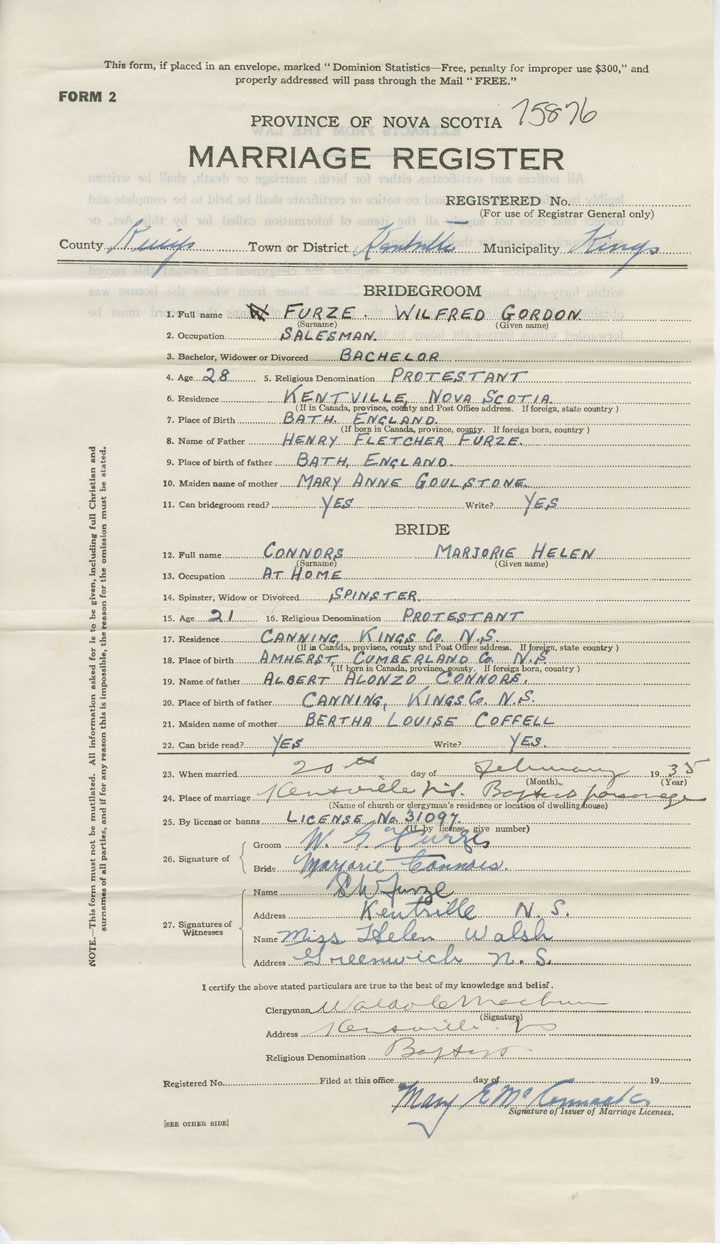 This form, if placed in an envelope, marked "Dominion Statistics—Free, penalty for improper use $300," and
properly addressed will pass through the Mail "FREE."
FORM 2
PROVINCE OF NOVA SCOTIA 75876
MARRIAGE REGISTER
REGISTERED No.
(For use of Registrar General only)
County Kings Town or District Kentville Municipality Kings
BRIDEGROOM
1. Full name FURZE. WILFRED GORDON
(Surname) (Given name)
2. Occupation SALESMAN.
3. Bachelor, Widower or Divorced BACHELOR
4. Age 28 5. Religious Denomination PROTESTANT
6. Residence KENTVILLE, NOVA SCOTIA.
(If in Canada, province, county and Post Office address. If foreign, state country)
7. Place of Birth BATH. ENGLAND.
(If born in Canada, province, county. If foreign born, country)
8. Name of Father HENRY FLETCHER FURZE.
9. Place of birth of father BATH, ENGLAND.
10. Maiden name of mother MARY ANNE GOULSTONE.
11. Can bridegroom read? YES Write? YES
BRIDE
12. Full name CONNORS MARJORIE HELEN
(Surname) (Given name)
13. Occupation AT HOME
14. Spinster, Widow or Divorced SPINSTER.
15. Age 21 16. Religious Denomination PROTESTANT
17. Residence CANNING, KINGS CO. N.S.
(If in Canada, province, county and Post Office address. If foreign, state country)
18. Place of birth AMHERST, CUMBERLAND CO. N.S.
(If born in Canada, province, county. If foreign born, country)
19. Name of father ALBERT ALONZO CONNORS.
20. Place of birth of father CANNING, KINGS CO. N.S.
21. Maiden name of mother BERTHA LOUISE COFFELL
22. Can bride read? YES Write? YES.
23. When married 20th day of February 1935
(Month) (Year)
24. Place of marriage Kentville N.S. Baptist parsonage
(Name of church or clergyman's residence or location of dwelling house)
25. By license or banns LICENSE No. 31097.
(If by license, give number)
26. Signature of
Groom W. G. Furze
Bride Marjorie Connors.
27. Signatures of Witnesses
Name Furze
Address Kentville N.S.
Name Miss Helen Walsh
Address Greenwich N.S.
I certify the above stated particulars are true to the best of my knowledge and belief.
Clergyman Waldo C Machum
(Signature)
Address Kentville. N.S.
Religious Denomination Baptist
Registered No. Filed at this office day of 19
Mary E McCormack
Signature of Issuer of Marriage Licenses.
[SEE OTHER SIDE]
NOTE.—This form must not be mutilated. All information asked for is to be given, including full Christian and
surnames of all parties, and if for any reason this is impossible, the reason for the omission must be stated.